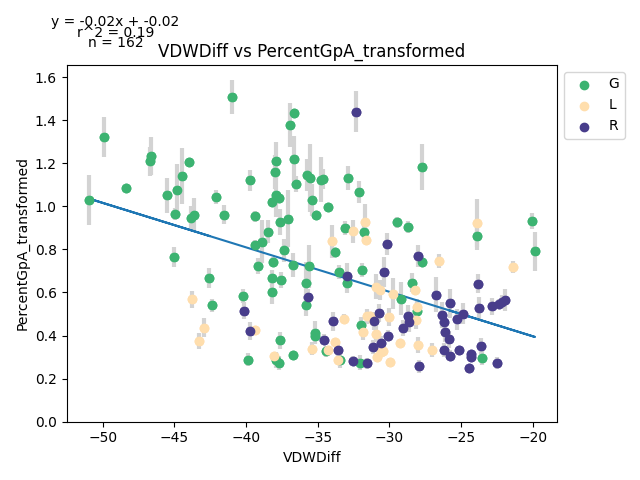 y = -0.02x + -0.02
r^2 = 0.19
n = 162
VDWDiff vs PercentGpA_transformed
G
L
R
PercentGpA_transformed
1.6
1.4
1.2
1.0
0.8
0.6
0.4
0.2
0.0
−50
−45
−40
−35
−30
−25
−20
VDWDiff